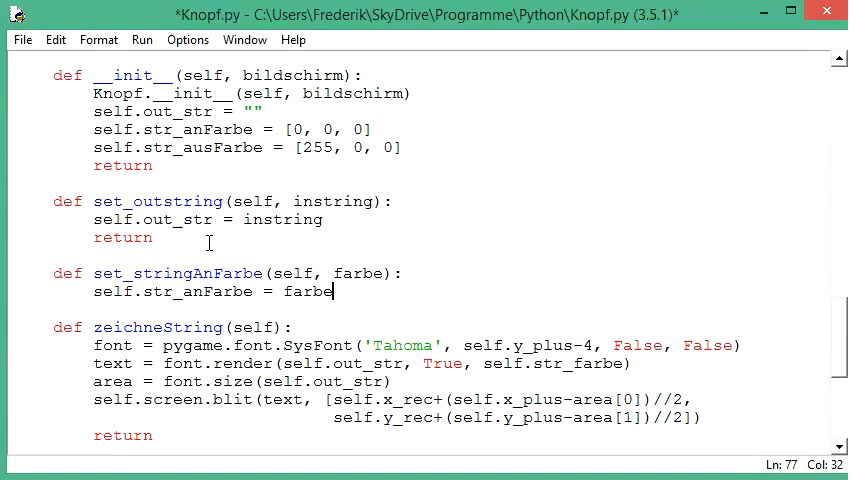 *Knopf.py - C:\Users\Frederik\SkyDrive\Programme\Python\Knopf.py (3.5.1)*
File Edit Format Run Options Window Help
def __init__(self, bildschirm):
Knopf.__init__(self, bildschirm)
self.out_str = ""
self.str_anFarbe = [0, 0, 0]
self.str_ausFarbe = [255, 0, 0]
return
def set_outstring(self, instring):
self.out_str = instring
return
def set_stringAnFarbe(self, farbe):
self.str_anFarbe = farbe
def zeichneString(self):
font = pygame.font.SysFont('Tahoma', self.y_plus-4, False, False)
text = font.render(self.out_str, True, self.str_farbe)
area = font.size(self.out_str)
self.screen.blit(text, [self.x_rec+(self.x_plus-area[0])//2,
self.y_rec+(self.y_plus-area[1])//2])
return
Ln: 77 Col: 32